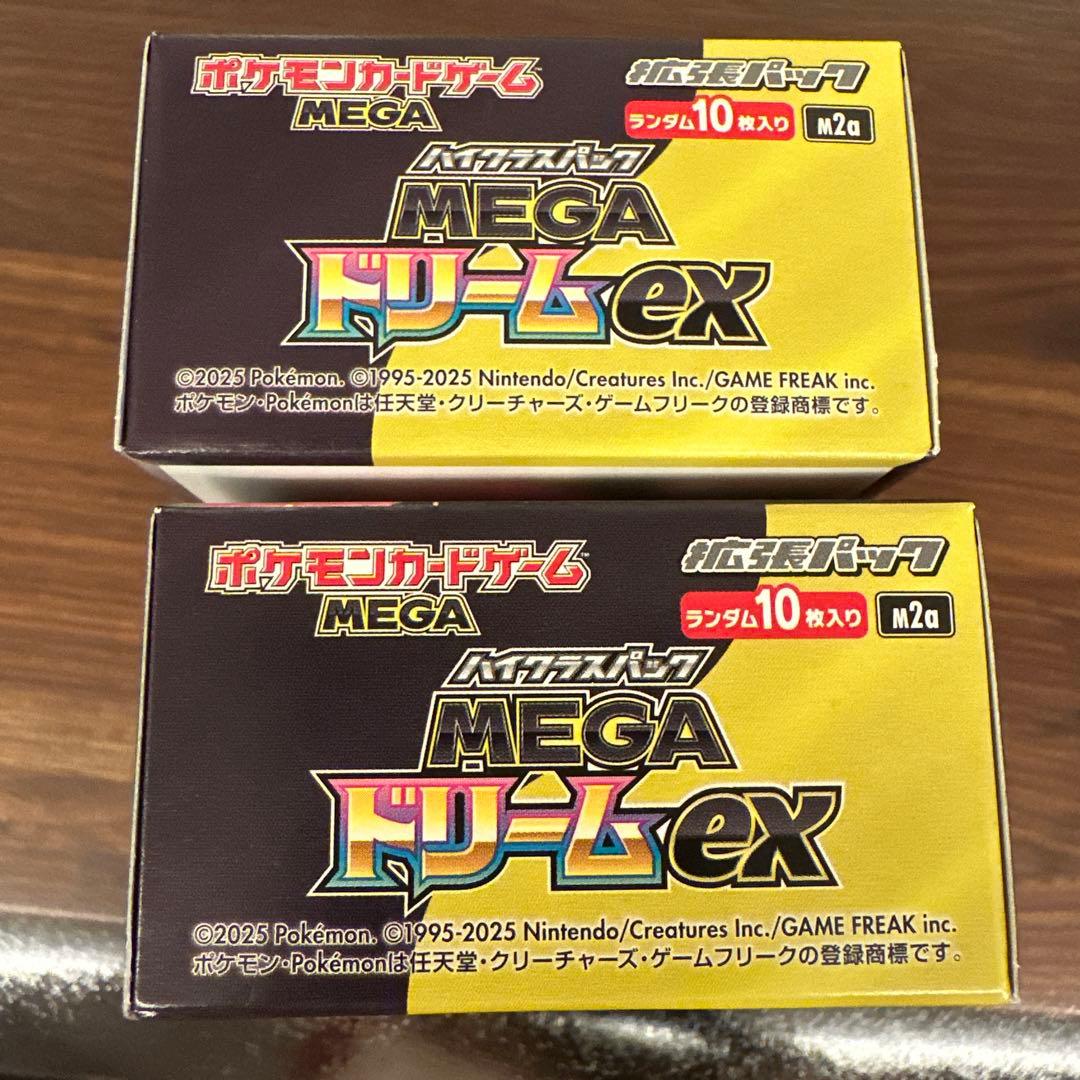 ポケモンカードゲーム™
MEGA
拡張パック
ランダム10枚入り M2a
ハイクラスパック
MEGA
ドリームex
©2025 Pokémon. ©1995-2025 Nintendo/Creatures Inc./GAME FREAK inc.
ポケモン・Pokémonは任天堂・クリーチャーズ・ゲームフリークの登録商標です。
ポケモンカードゲーム™
MEGA
拡張パック
ランダム10枚入り M2a
ハイクラスパック
MEGA
ドリームex
©2025 Pokémon. ©1995-2025 Nintendo/Creatures Inc./GAME FREAK inc.
ポケモン・Pokémonは任天堂・クリーチャーズ・ゲームフリークの登録商標です。